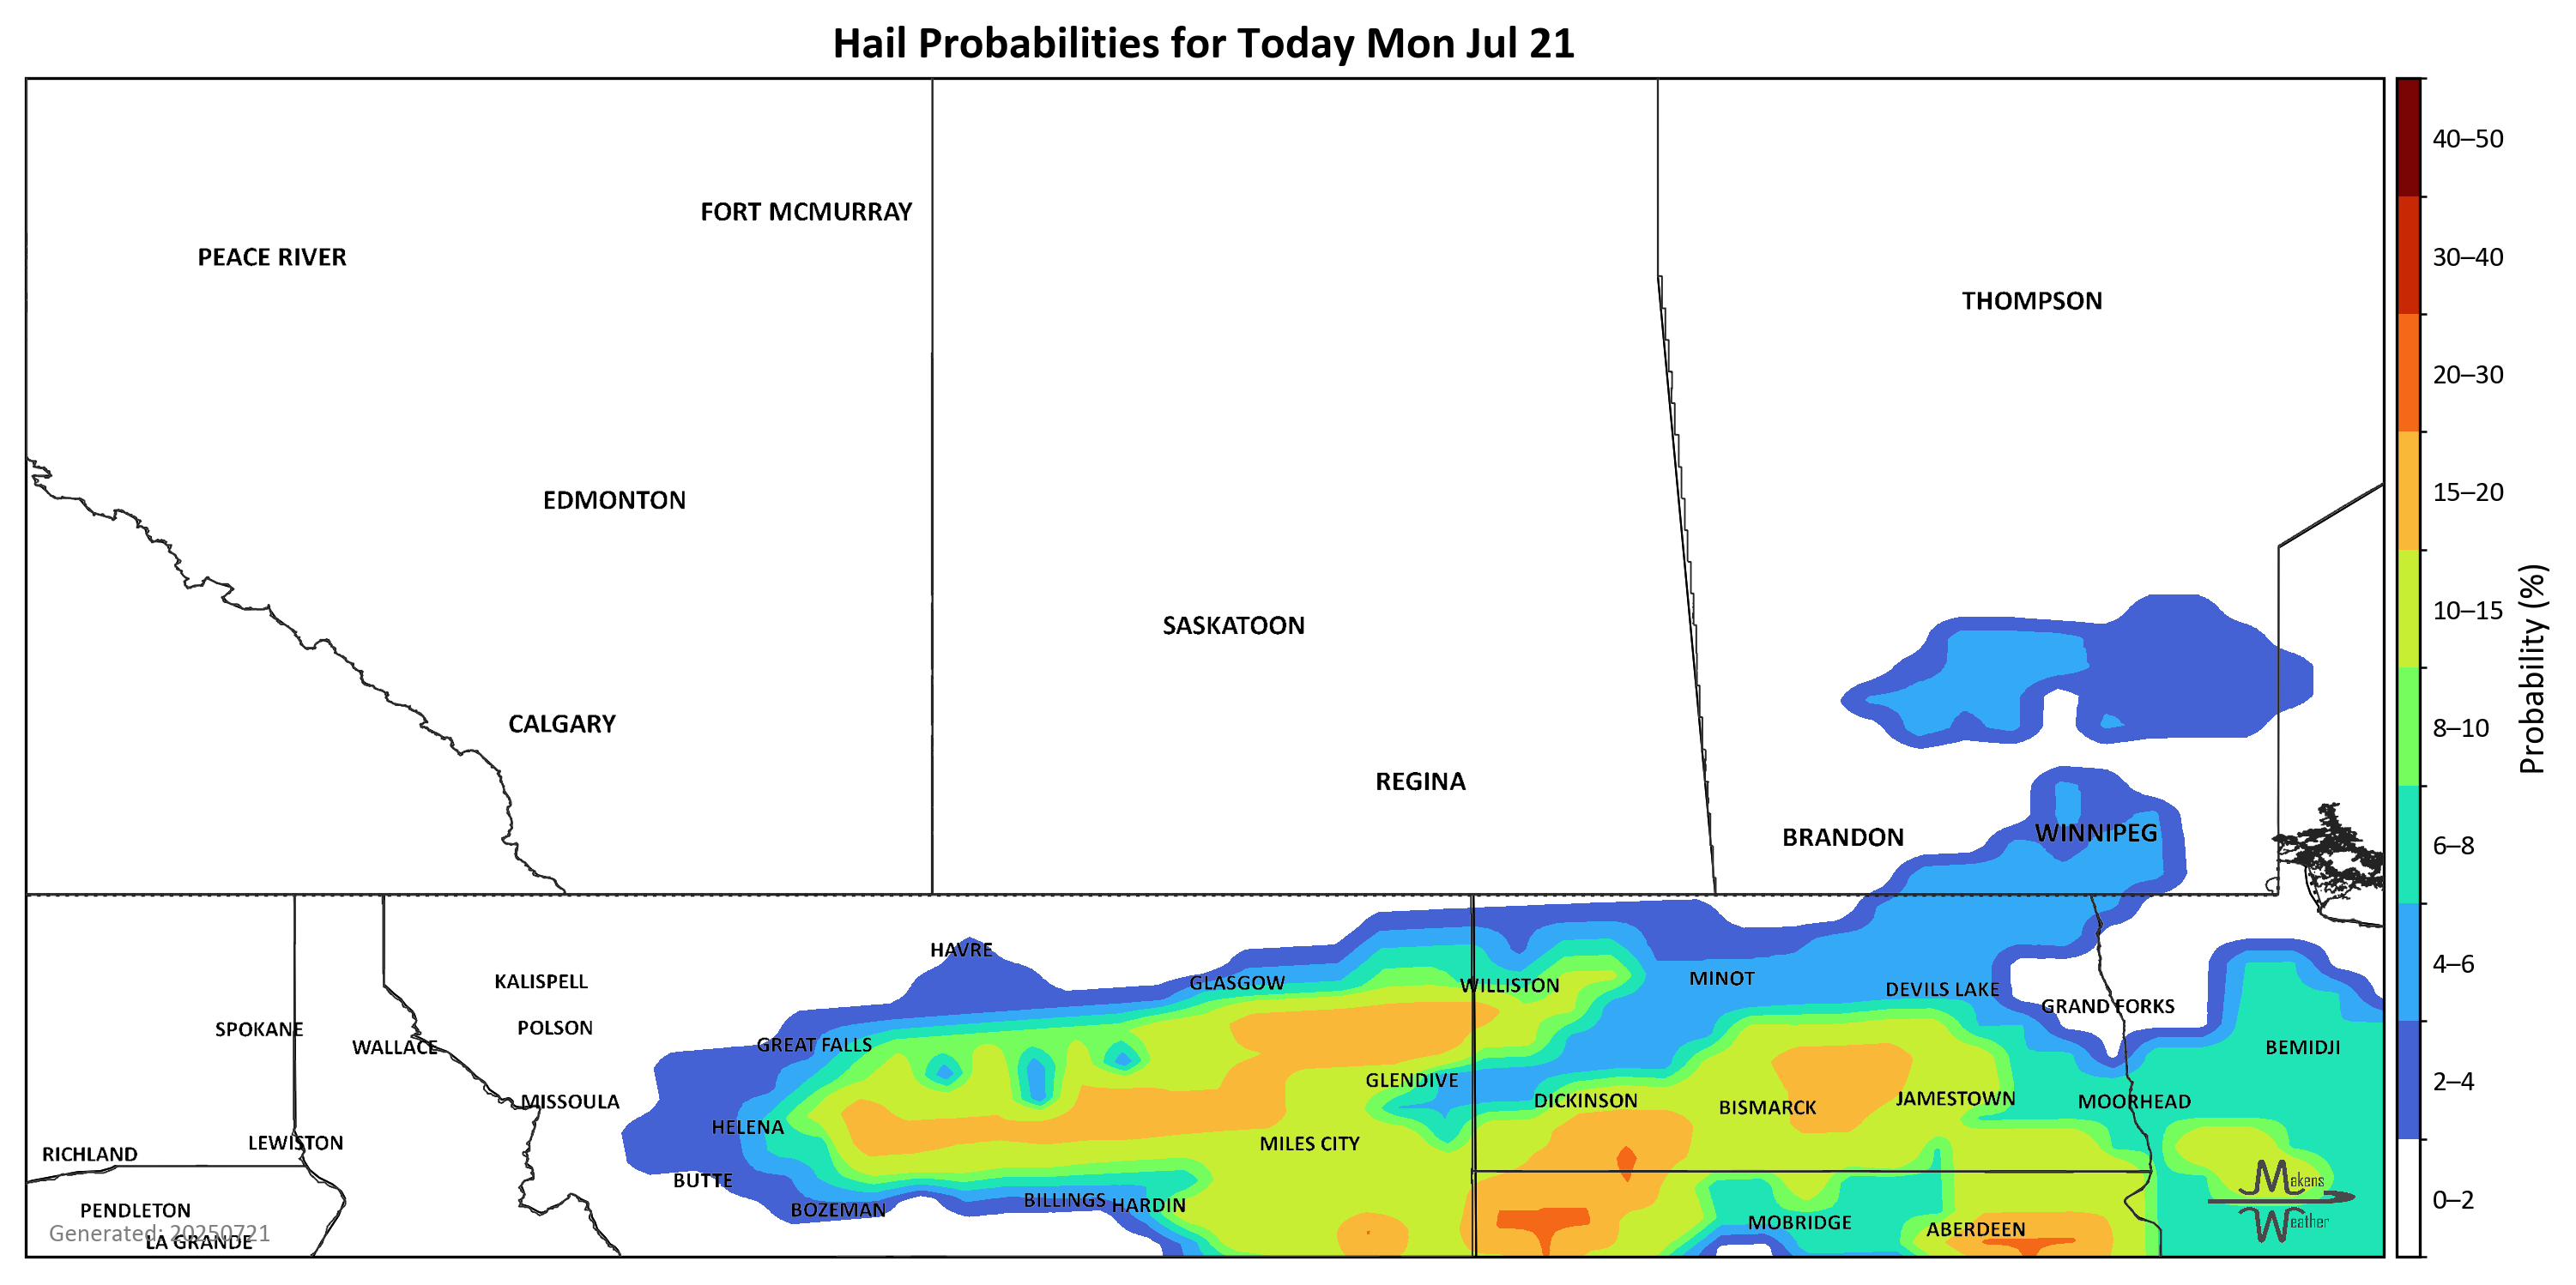 Hail Probabilities for Today Mon Jul 21
40–50
FORT MCMURRAY
PEACE RIVER
30–40
THOMPSON
20–30
EDMONTON
15–20
SASKATOON
10–15
CALGARY
8–10
Probability (%)
REGINA
BRANDON
WINNIPEG
6–8
HAVRE
4–6
KALISPELL
GLASGOW
WILLISTON
MINOT
DEVILS LAKE
GRAND FORKS
SPOKANE
POLSON
WALLACE
GREAT FALLS
BEMIDJI
2–4
GLENDIVE
MISSOULA
DICKINSON
BISMARCK
JAMESTOWN
MOORHEAD
HELENA
RICHLAND
LEWISTON
MILES CITY
BUTTE
Makens
Weather
0–2
PENDLETON
BOZEMAN
BILLINGS
HARDIN
MOBRIDGE
ABERDEEN
Generated: 20250721
LA GRANDE